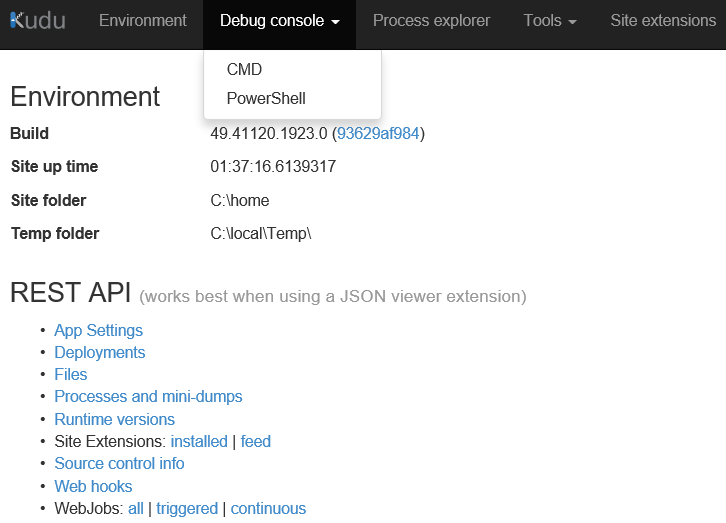 Kudu Environment Debug console Process explorer Tools Site extensions
CMD
PowerShell
Environment
Build 49.41120.1923.0 (93629af984)
Site up time 01:37:16.6139317
Site folder C:\home
Temp folder C:\local\Temp\
REST API (works best when using a JSON viewer extension)
• App Settings
• Deployments
• Files
• Processes and mini-dumps
• Runtime versions
• Site Extensions: installed | feed
• Source control info
• Web hooks
• WebJobs: all | triggered | continuous